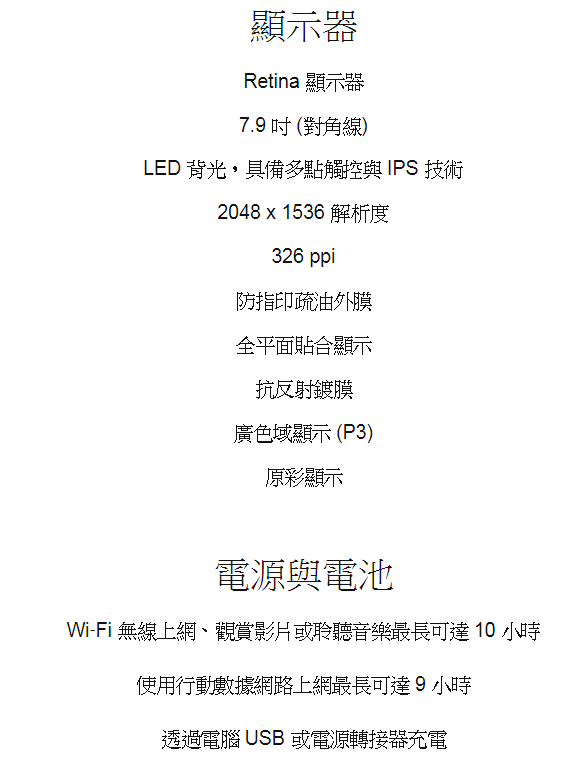 顯示器
Retina 顯示器
7.9 吋 (對角線)
LED 背光，具備多點觸控與 IPS 技術
2048 x 1536 解析度
326 ppi
防指印疏油外膜
全平面貼合顯示
抗反射鍍膜
廣色域顯示 (P3)
原彩顯示
電源與電池
Wi-Fi 無線上網、觀賞影片或聆聽音樂最長可達 10 小時
使用行動數據網路上網最長可達 9 小時
透過電腦 USB 或電源轉接器充電